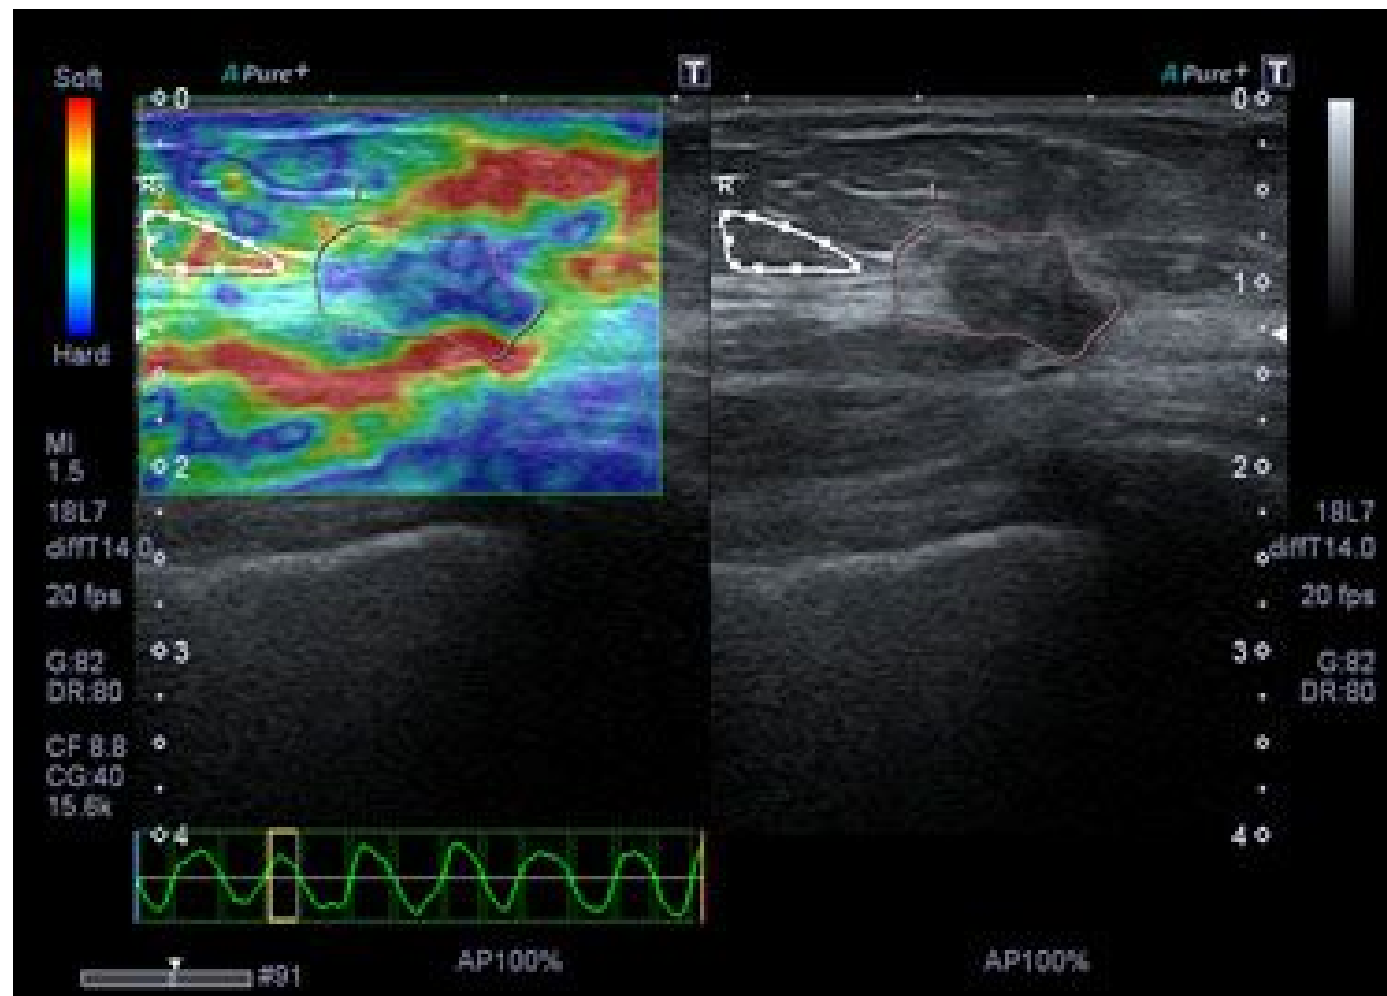 Soft
A Pure+ T
A Pure+ T
0
0
R
L
R
L
1
Hard
MI
1.5
2
2
18L7
diffT14.0
18L7
diffT14.0
20 fps
20 fps
3
3
G:82
DR:80
G:82
DR:80
CF 8.8
CG:40
15.6k
4
4
AP100%
AP100%
#91